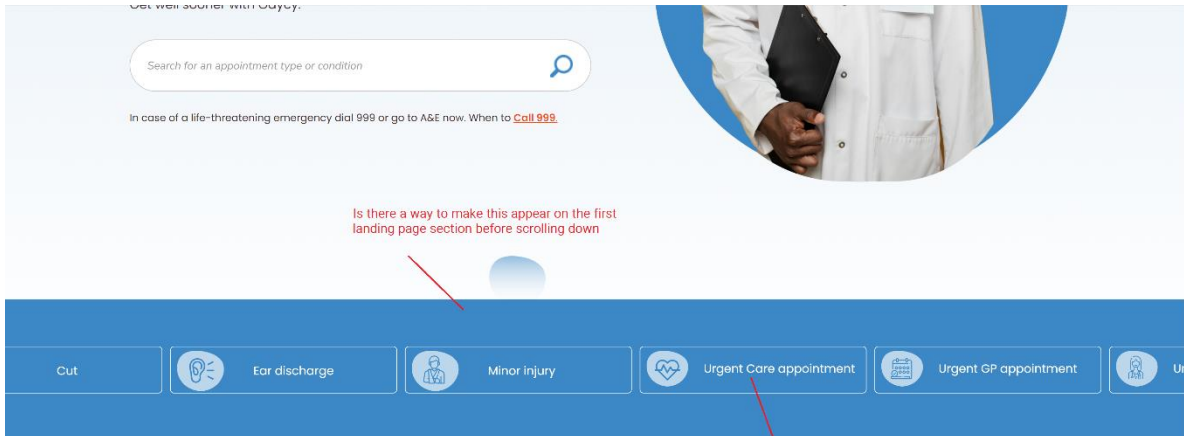 Get well sooner with
Search for an appointment type or condition
In case of a life-threatening emergency dial 999 or go to A&E now. When to Call 999.
Is there a way to make this appear on the first
landing page section before scrolling down
Cut
Ear discharge
Minor injury
Urgent Care appointment
Urgent GP appointment